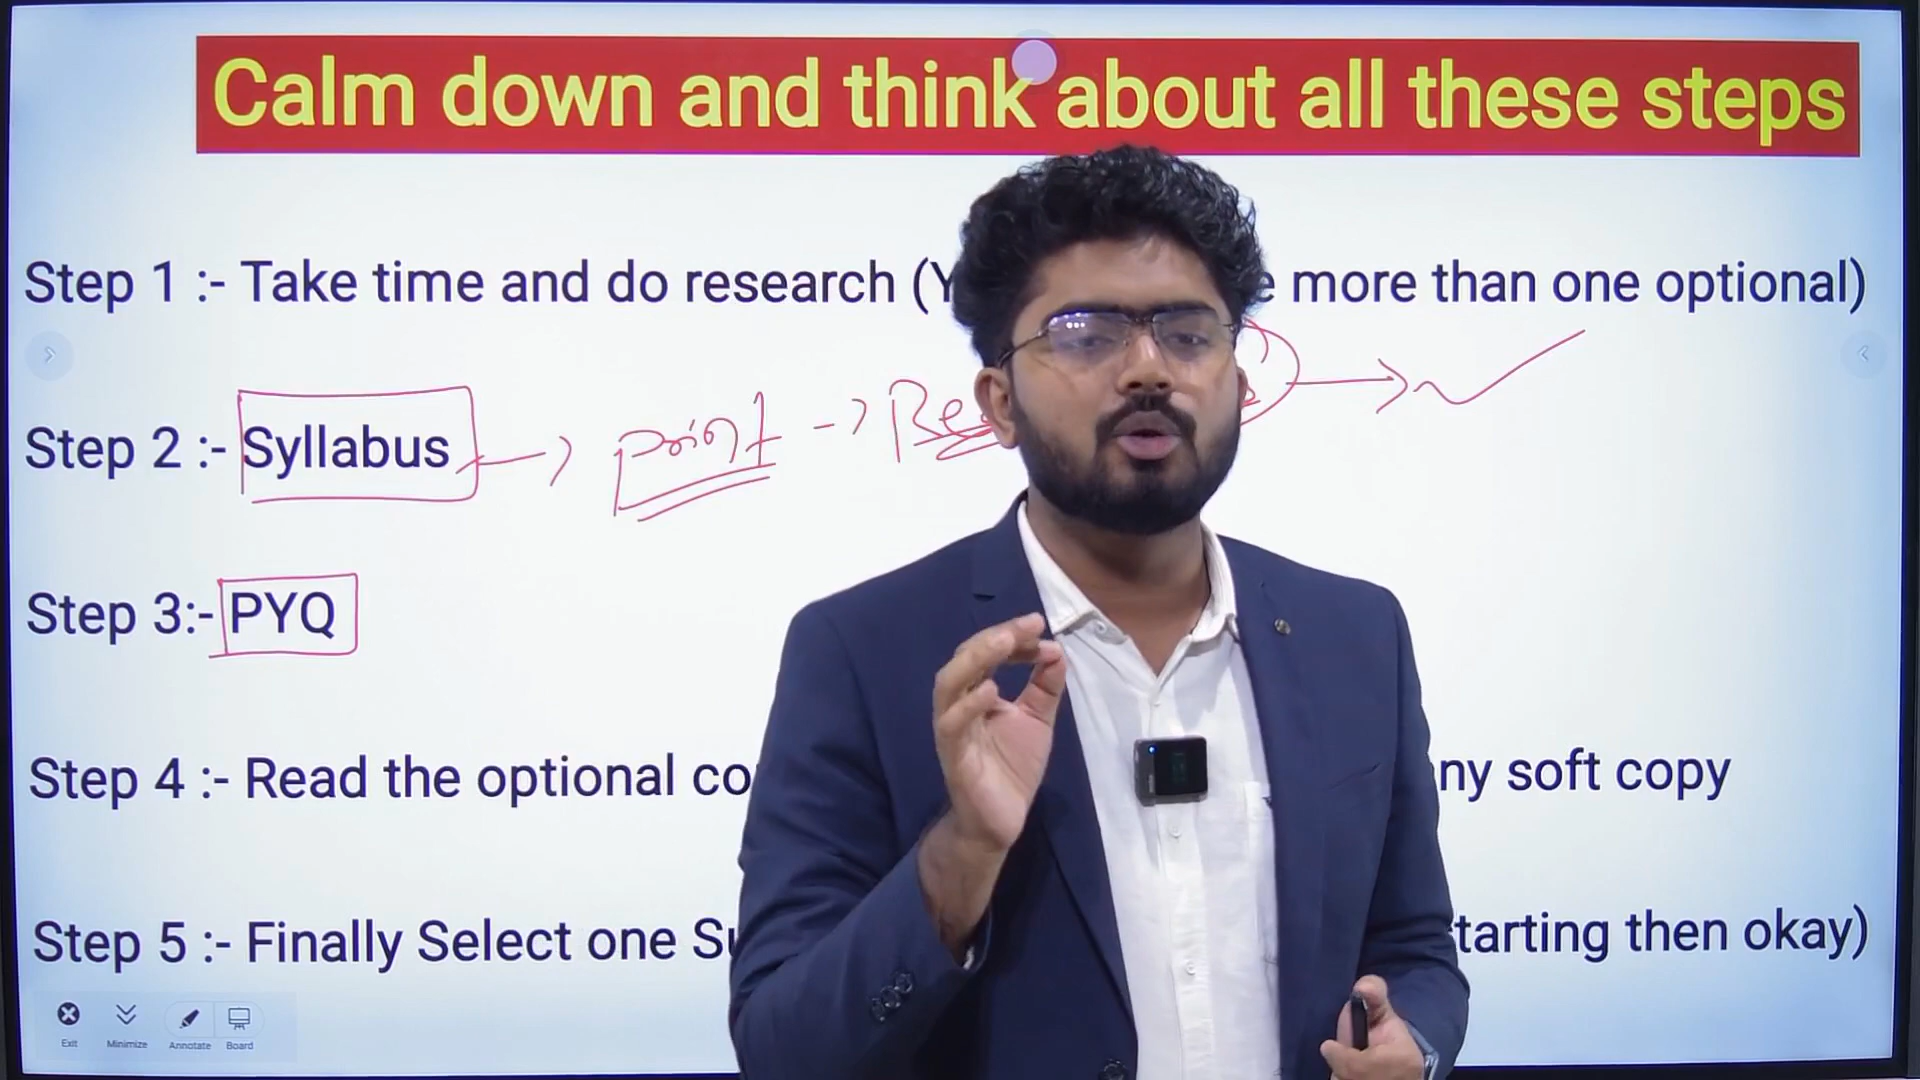 Calm down and think about all these steps
Step 1 :- Take time and do research (Y more than one optional)
Step 2 :- Syllabus → print →
Step 3:- PYQ
Step 4 :- Read the optional ny soft copy
Step 5 :- Finally Select one tarting then okay)
Exit Minimize Annotate Board